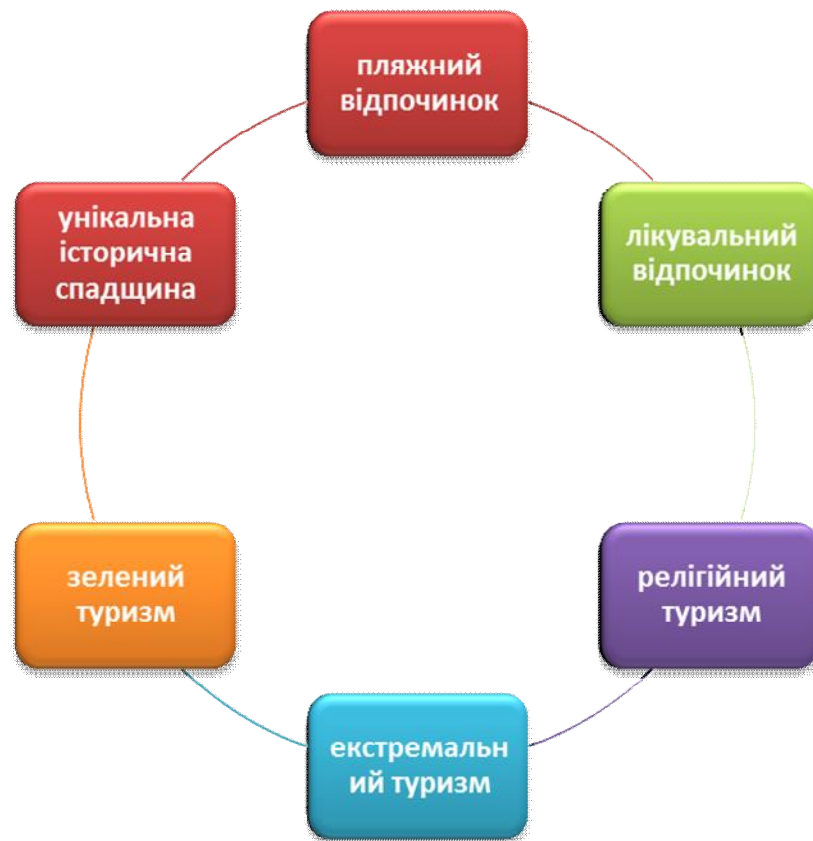 пляжний
відпочинок
лікувальний
відпочинок
релігійний
туризм
екстремальн
ий туризм
зелений
туризм
унікальна
історична
спадщина